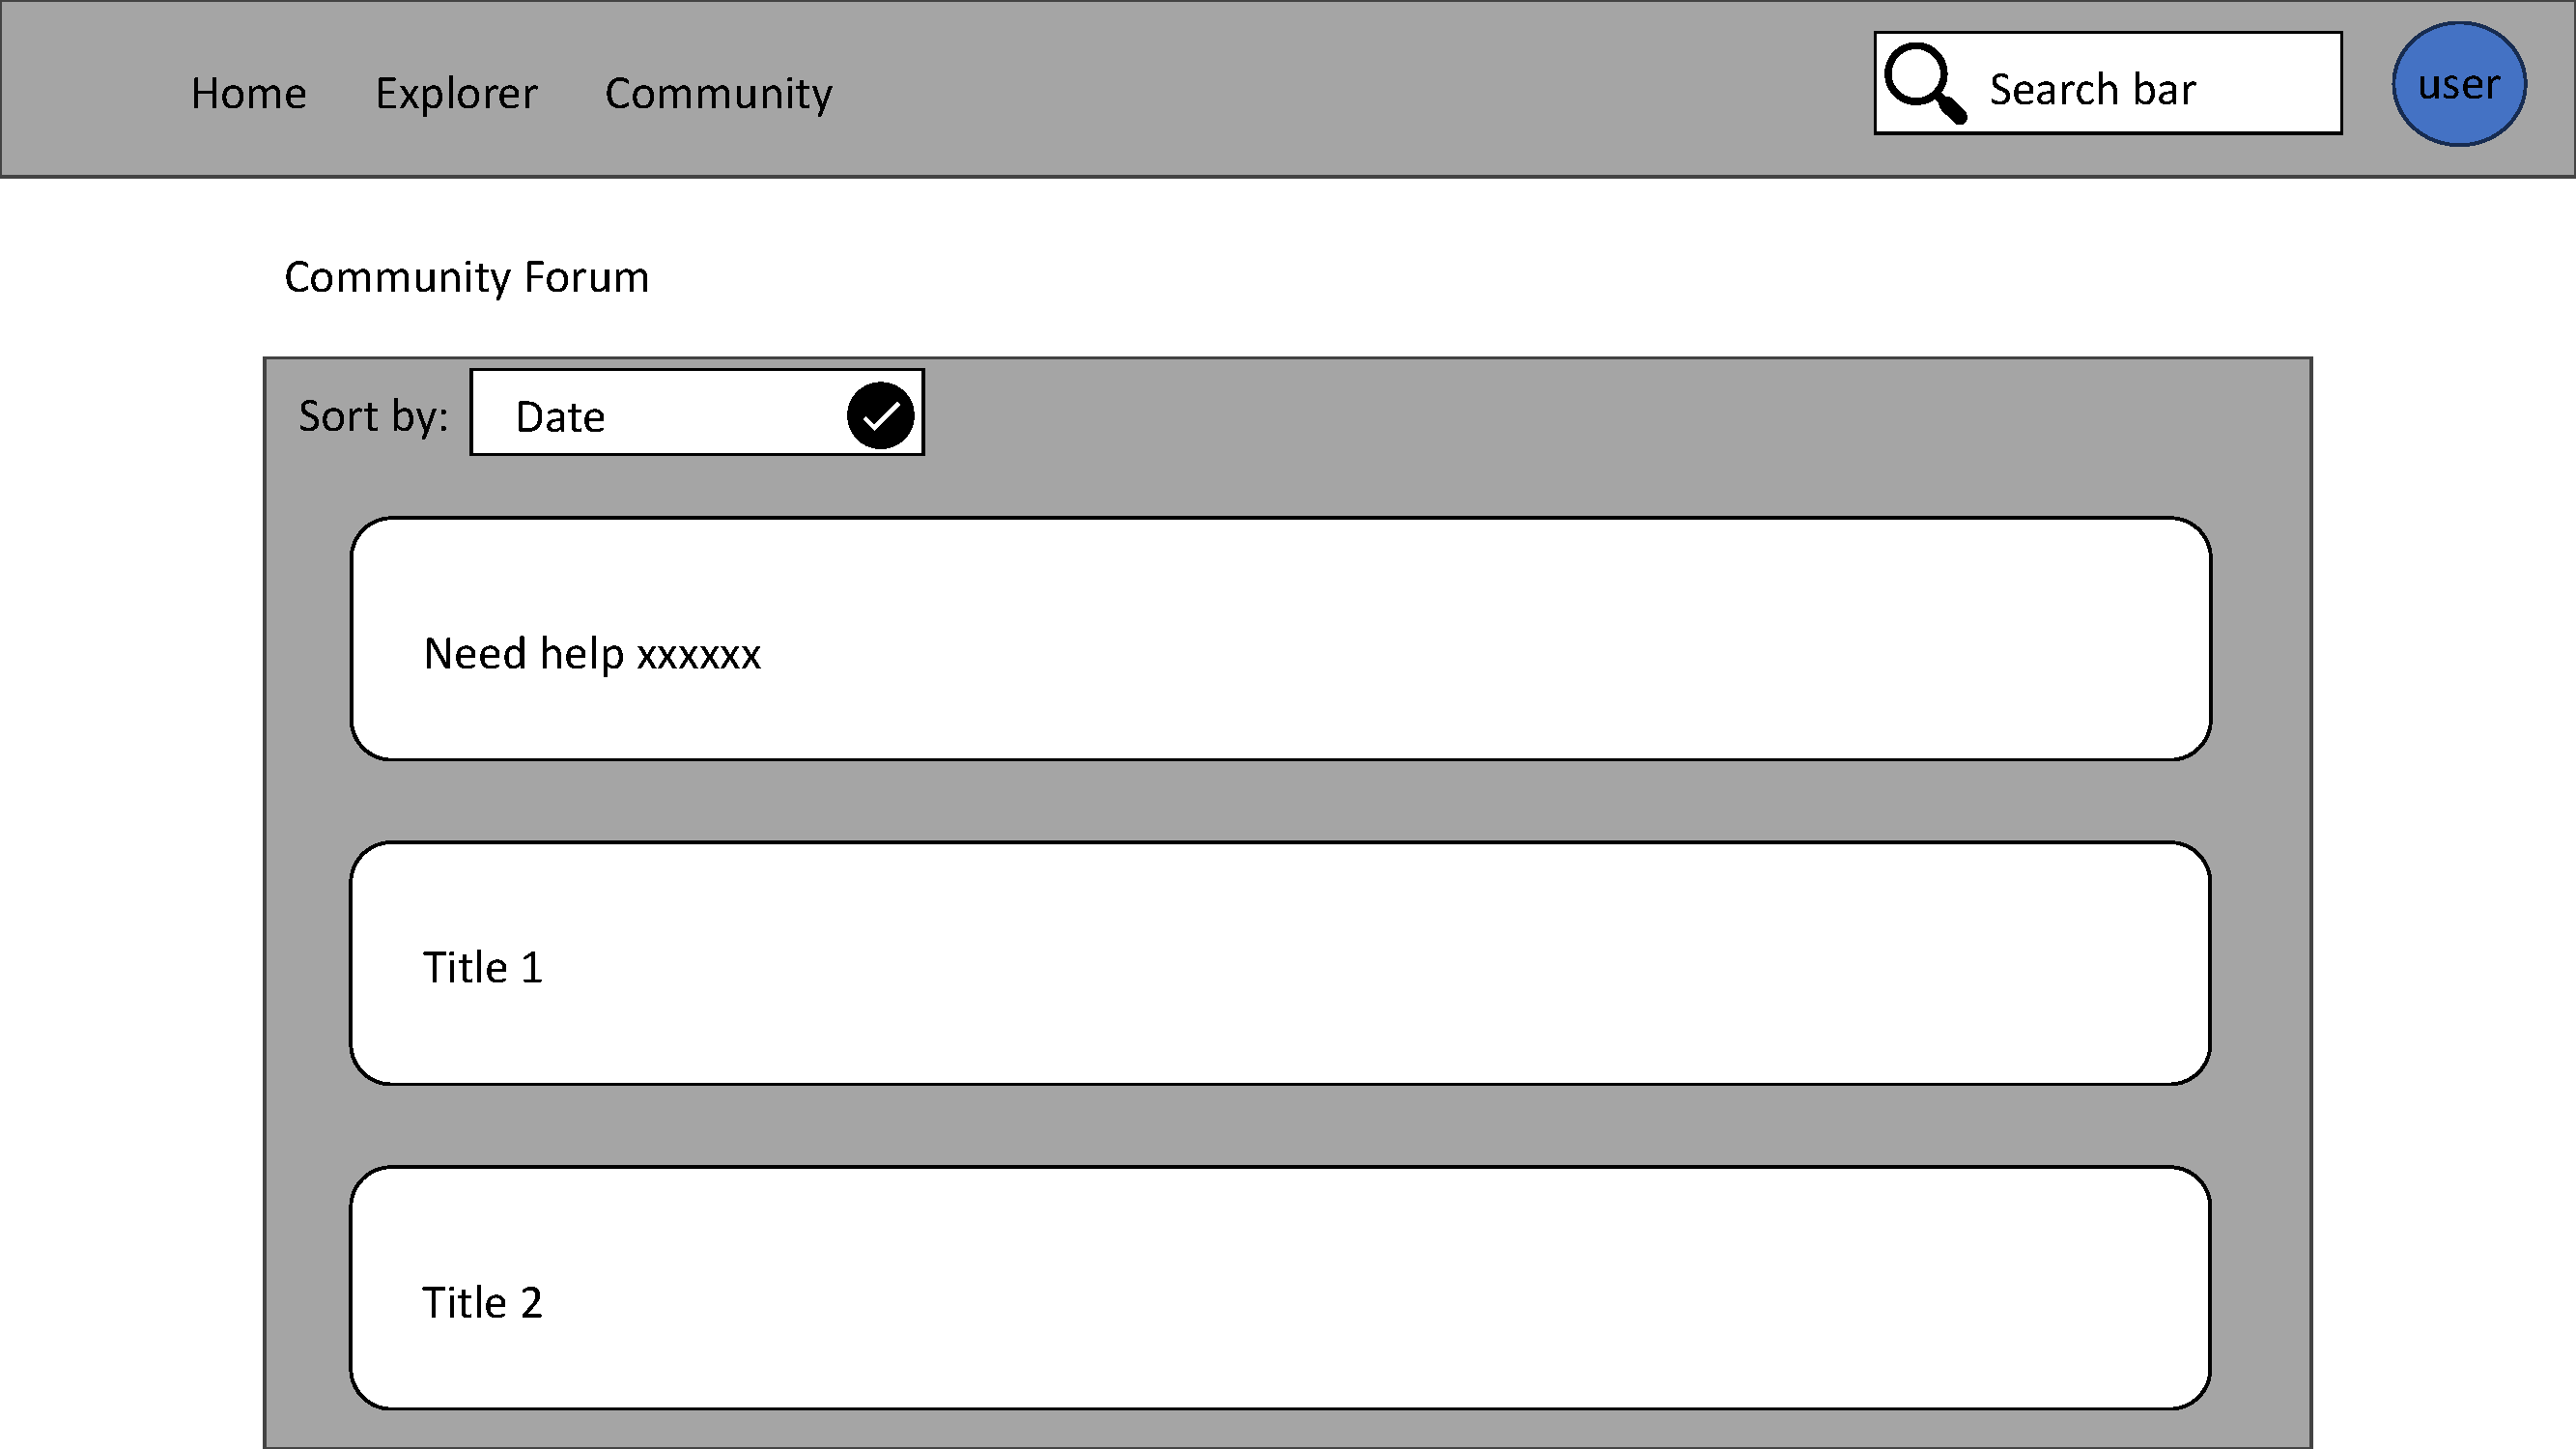 Home Explorer Community Search bar user
Community Forum
Sort by: Date
Need help xxxxxx
Title 1
Title 2